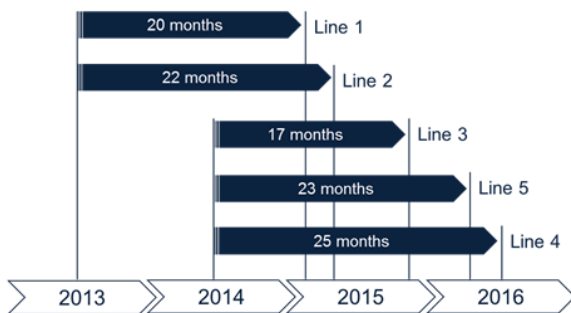 20 months Line 1
22 months Line 2
17 months Line 3
23 months Line 5
25 months Line 4
2013 2014 2015 2016